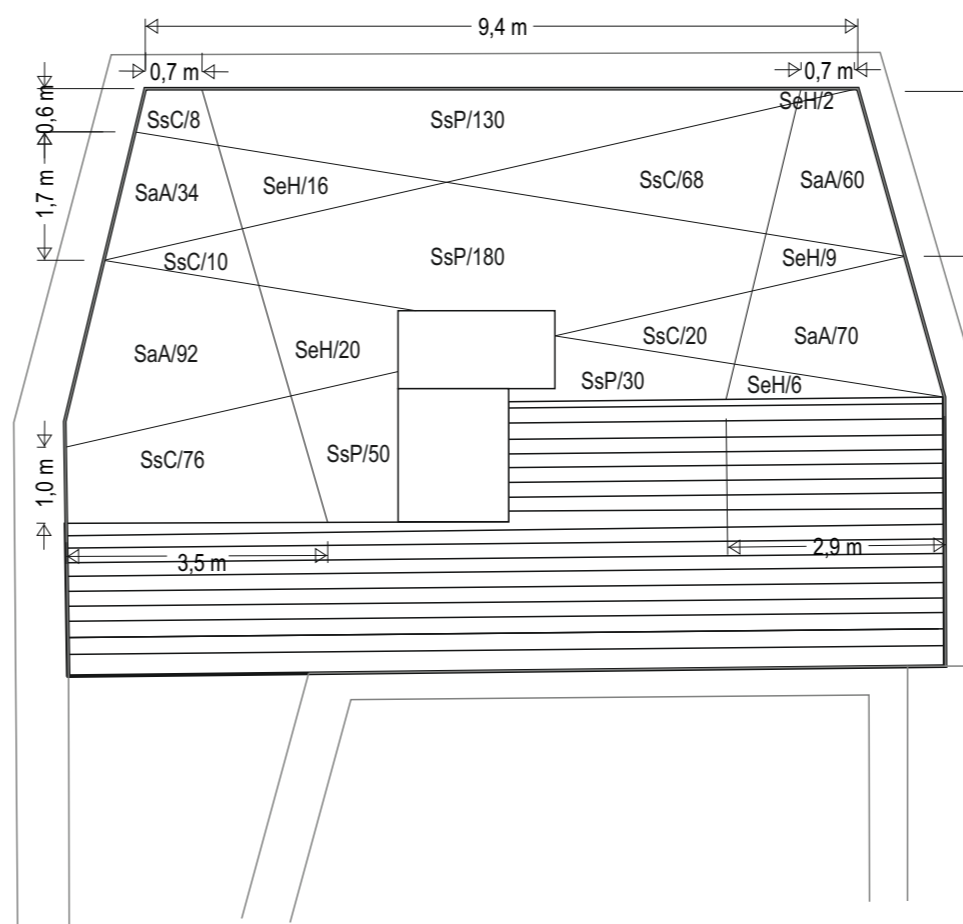 9,4 m
0,7 m
0,7 m
0,6 m
SeH/2
SsC/8
SsP/130
1,7 m
SaA/34
SeH/16
SsC/68
SaA/60
SsC/10
SsP/180
SeH/9
SaA/92
SeH/20
SsC/20
SaA/70
SsP/30
SeH/6
SsC/76
SsP/50
1,0 m
3,5 m
2,9 m